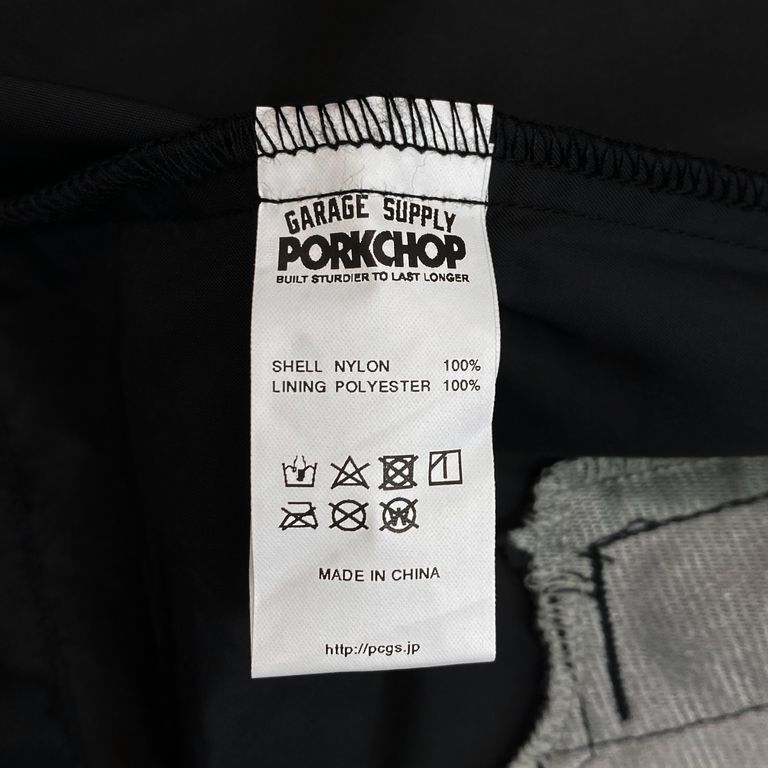 GARAGE SUPPLY
PORKCHOP
BUILT STURDIER TO LAST LONGER
SHELL NYLON 100%
LINING POLYESTER 100%
MADE IN CHINA
http://pcgs.jp